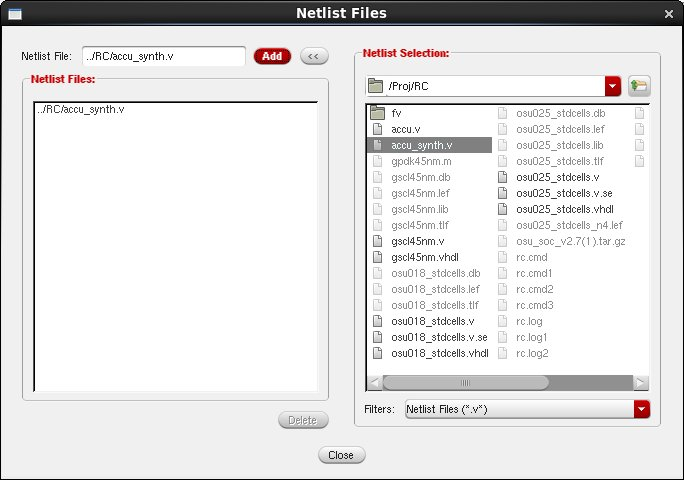 Netlist Files
Netlist File: ../RC/accu_synth.v Add <<
Netlist Files:
../RC/accu_synth.v
Delete
Netlist Selection:
/Proj/RC
fv
accu.v
accu_synth.v
gpdk45nm.m
gscl45nm.db
gscl45nm.lef
gscl45nm.lib
gscl45nm.tlf
gscl45nm.v
gscl45nm.vhdl
osu018_stdcells.db
osu018_stdcells.lef
osu018_stdcells.tlf
osu018_stdcells.v
osu018_stdcells.v.se
osu018_stdcells.vhdl
osu025_stdcells.db
osu025_stdcells.lef
osu025_stdcells.lib
osu025_stdcells.tlf
osu025_stdcells.v
osu025_stdcells.v.se
osu025_stdcells.vhdl
osu025_stdcells_n4.lef
osu_soc_v2.7(1).tar.gz
rc.cmd
rc.cmd1
rc.cmd2
rc.cmd3
rc.log
rc.log1
rc.log2
Filters: Netlist Files (*.v*)
Close